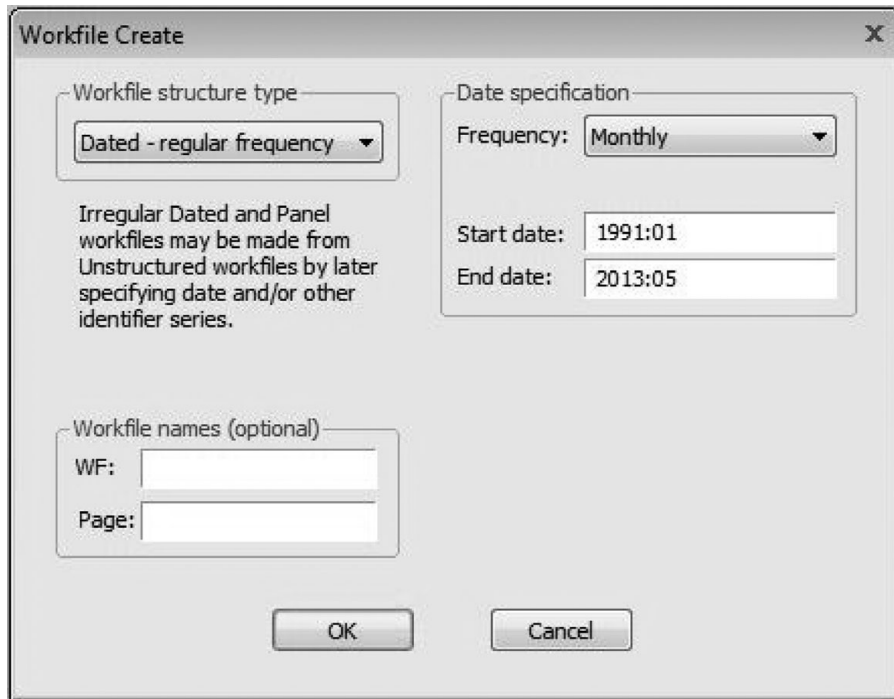 Workfile Create
X
Workfile structure type
Dated - regular frequency
Irregular Dated and Panel
workfiles may be made from
Unstructured workfiles by later
specifying date and/or other
identifier series.
Date specification
Frequency: Monthly
Start date: 1991:01
End date: 2013:05
Workfile names (optional)
WF:
Page:
OK Cancel